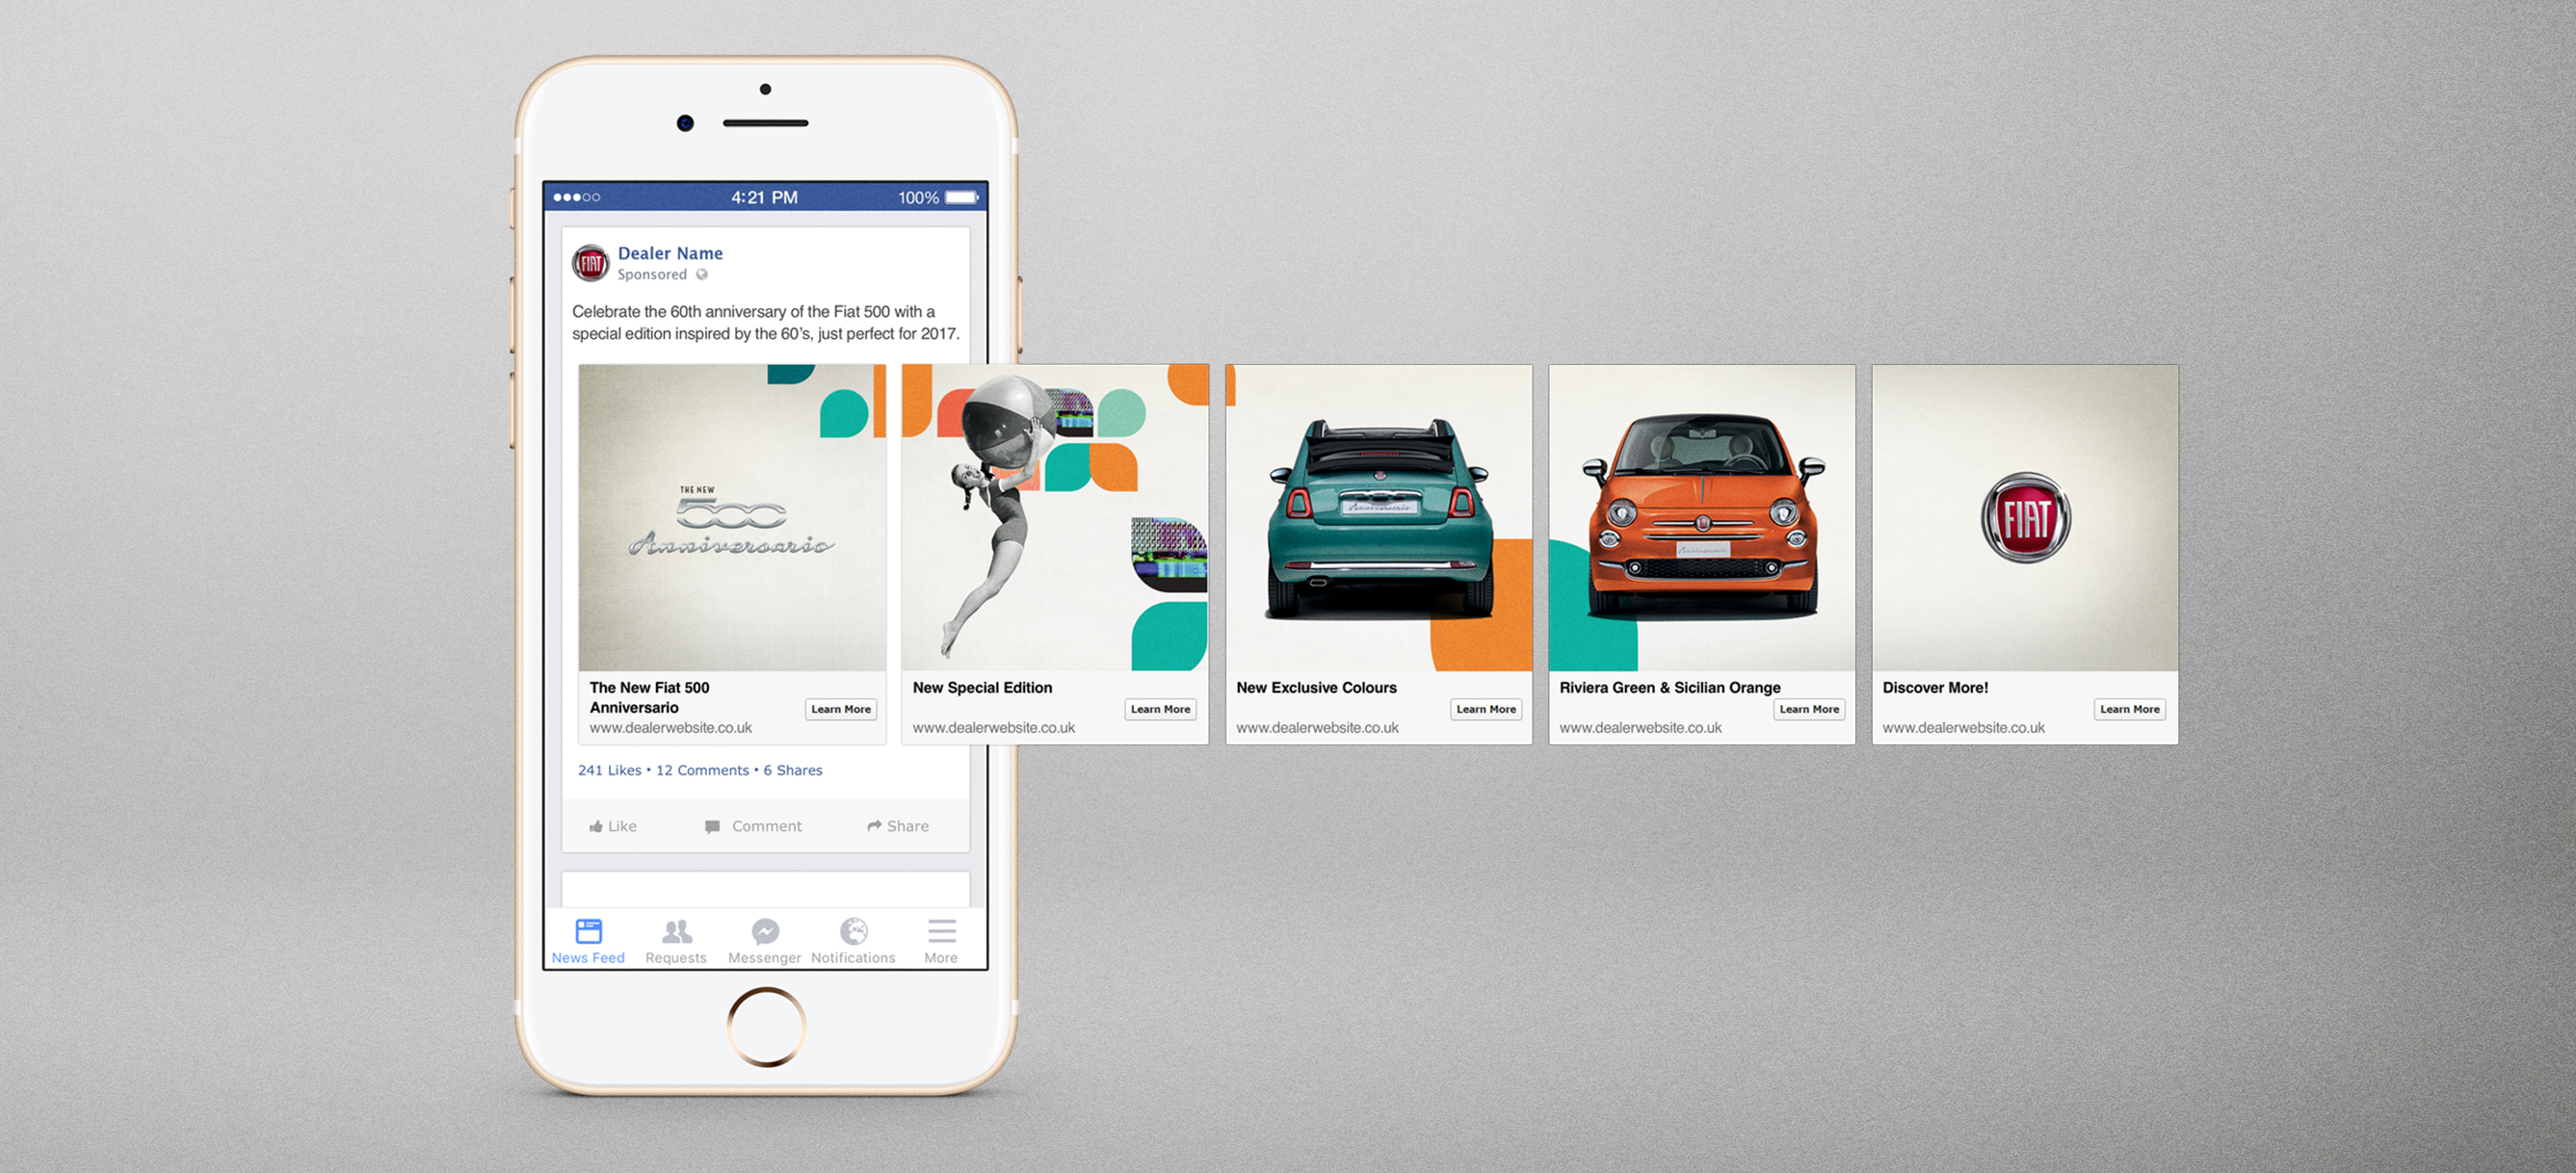 4:21 PM
100%
FIAT
Dealer Name
Sponsored
Celebrate the 60th anniversary of the Fiat 500 with a
special edition inspired by the 60's, just perfect for 2017.
THE NEW
500
Anniversario
The New Fiat 500
Anniversario
Learn More
www.dealerwebsite.co.uk
New Special Edition
Learn More
www.dealerwebsite.co.uk
Anniversario
New Exclusive Colours
Learn More
www.dealerwebsite.co.uk
Anniversario
Riviera Green & Sicilian Orange
Learn More
www.dealerwebsite.co.uk
FIAT
Discover More!
Learn More
www.dealerwebsite.co.uk
241 Likes • 12 Comments • 6 Shares
Like Comment Share
News Feed Requests Messenger Notifications More